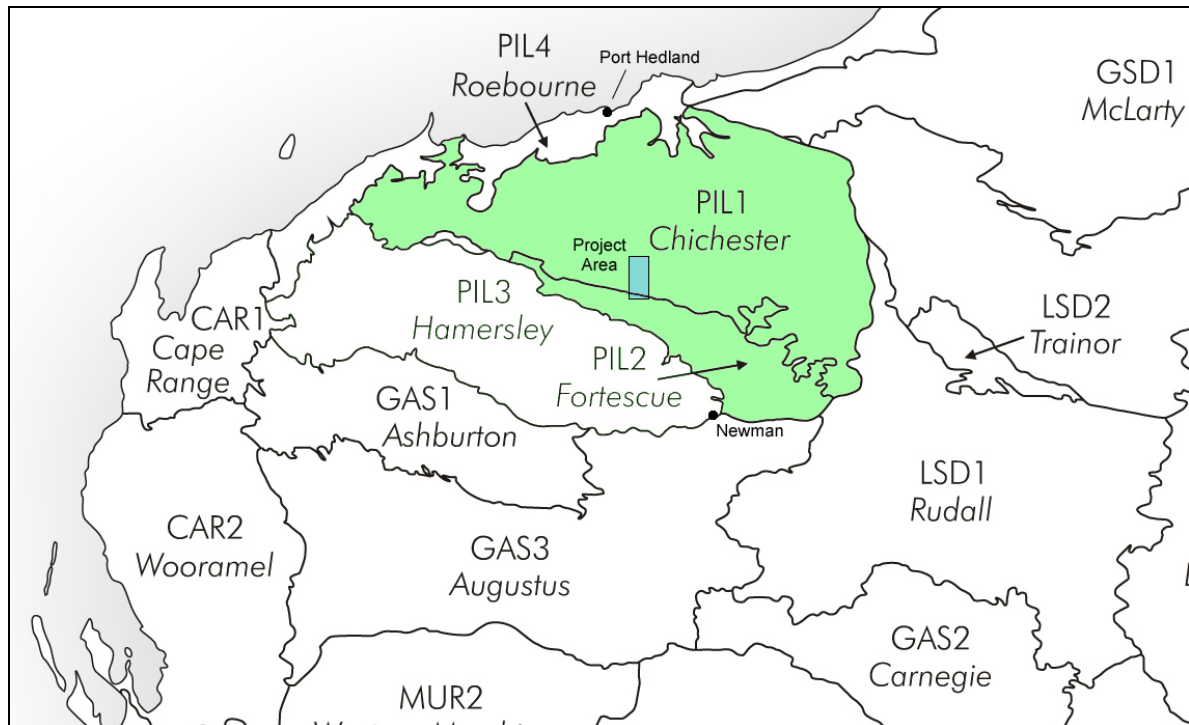 PIL4
Roebourne
Port Hedland
GSD1
McLarty
PIL1
Chichester
Project
Area
PIL3
Hamersley
CAR1
Cape
Range
LSD2
Trainor
PIL2
Fortescue
GAS1
Ashburton
Newman
LSD1
Rudall
CAR2
Wooramel
GAS3
Augustus
GAS2
Carnegie
MUR2